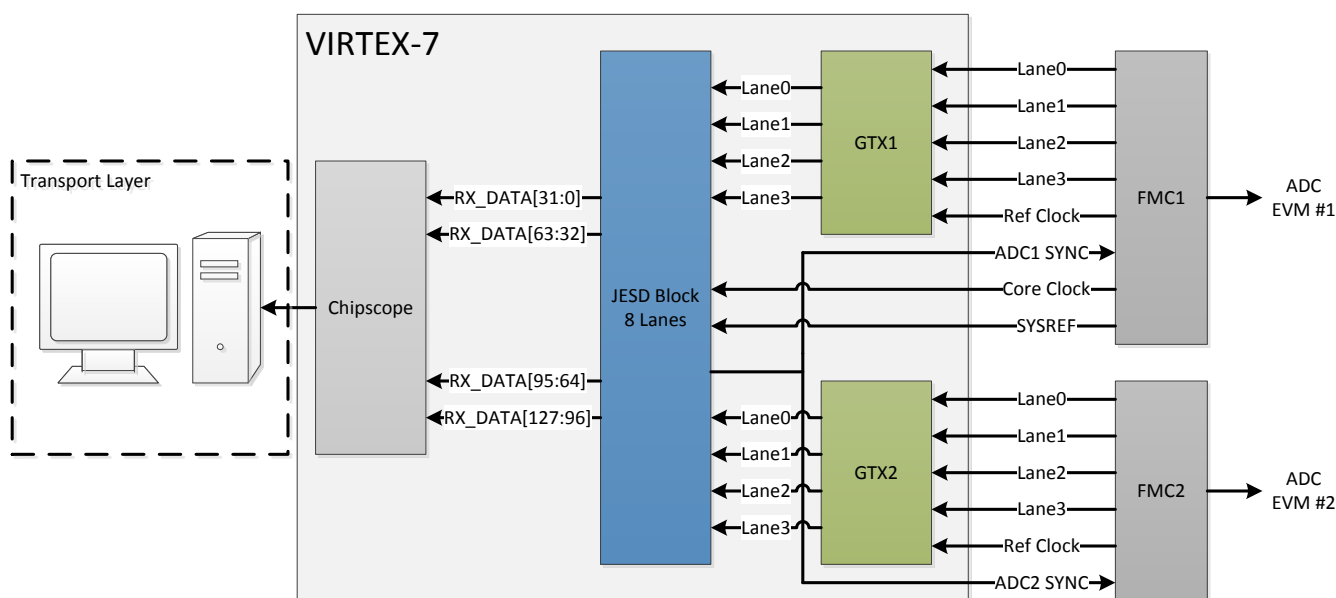 VIRTEX-7
Transport Layer
Chipscope
RX_DATA[31:0]
RX_DATA[63:32]
RX_DATA[95:64]
RX_DATA[127:96]
JESD Block
8 Lanes
Lane0
Lane1
Lane2
Lane3
GTX1
Lane0
Lane1
Lane2
Lane3
Ref Clock
ADC1 SYNC
Core Clock
SYSREF
FMC1
ADC
EVM #1
Lane0
Lane1
Lane2
Lane3
GTX2
Lane0
Lane1
Lane2
Lane3
Ref Clock
ADC2 SYNC
FMC2
ADC
EVM #2